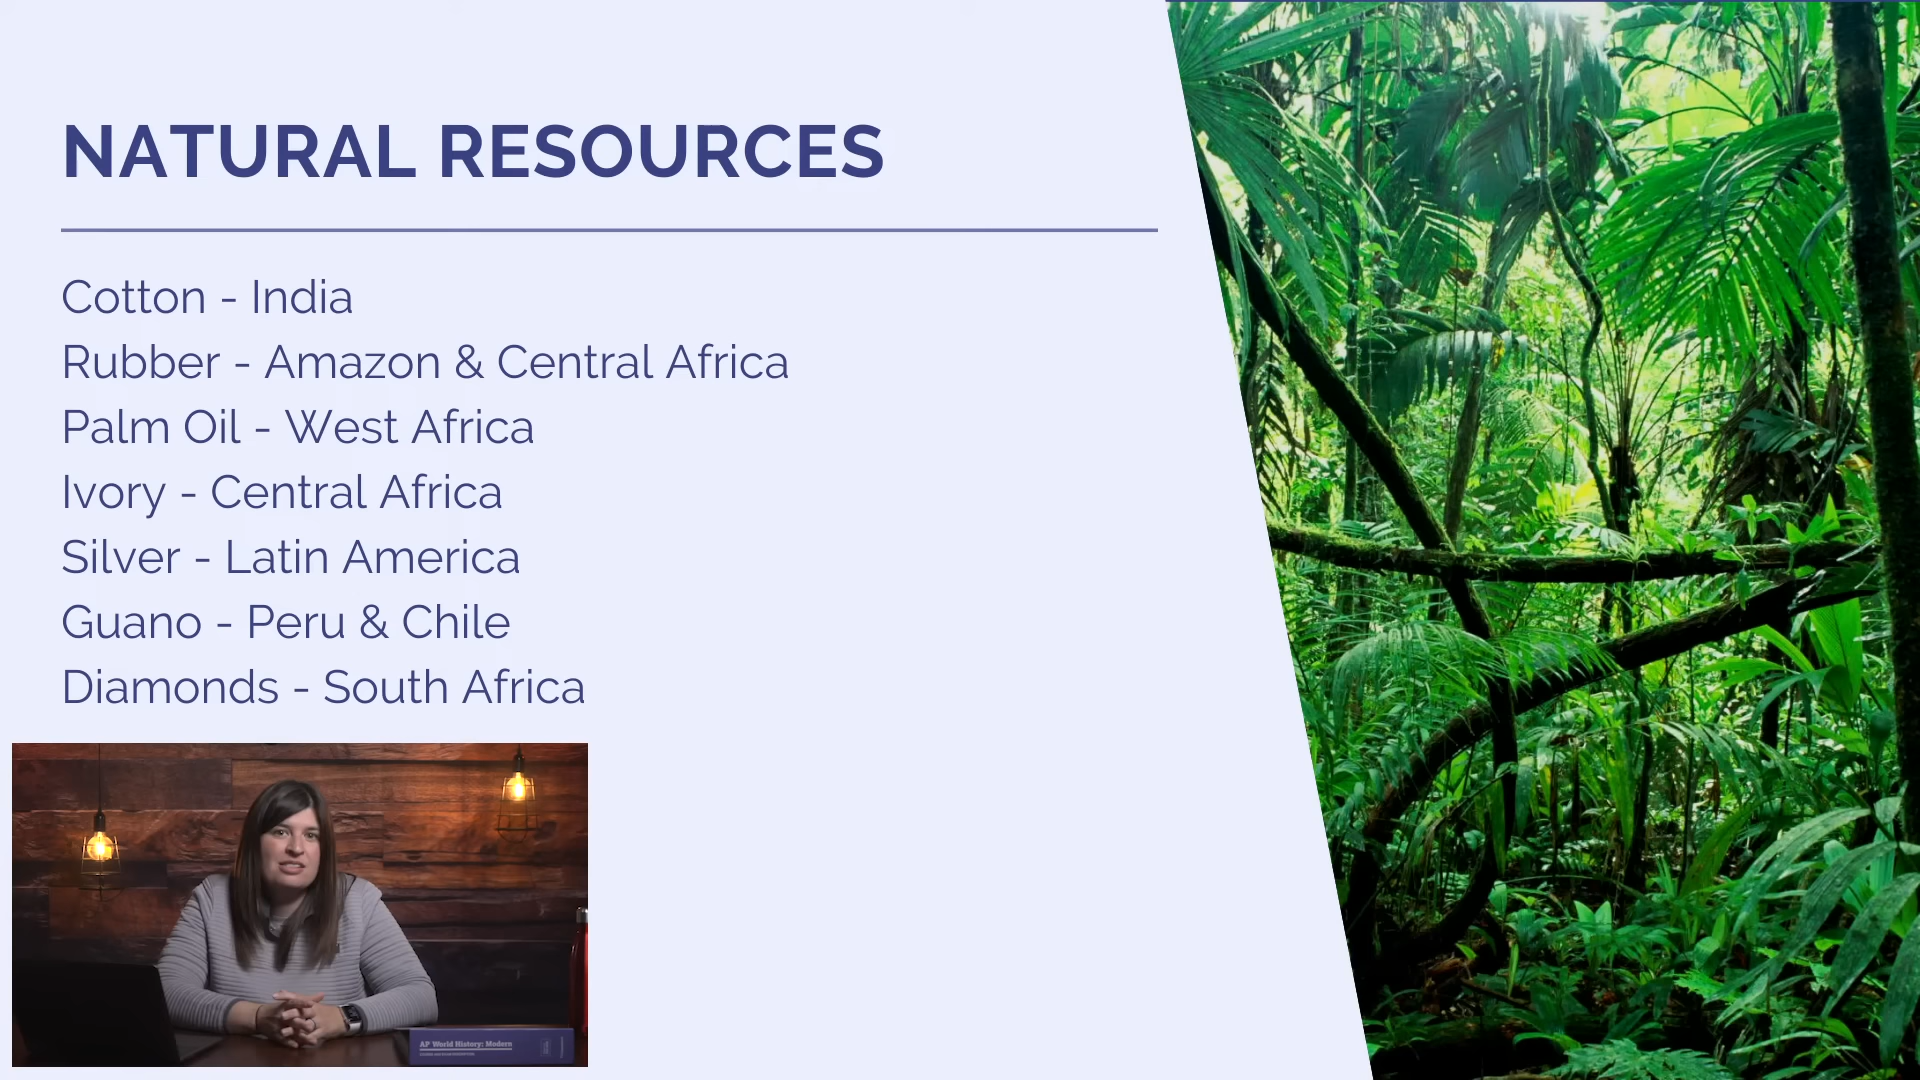 NATURAL RESOURCES
Cotton - India
Rubber - Amazon & Central Africa
Palm Oil - West Africa
Ivory - Central Africa
Silver - Latin America
Guano - Peru & Chile
Diamonds - South Africa
AP World History: Modern